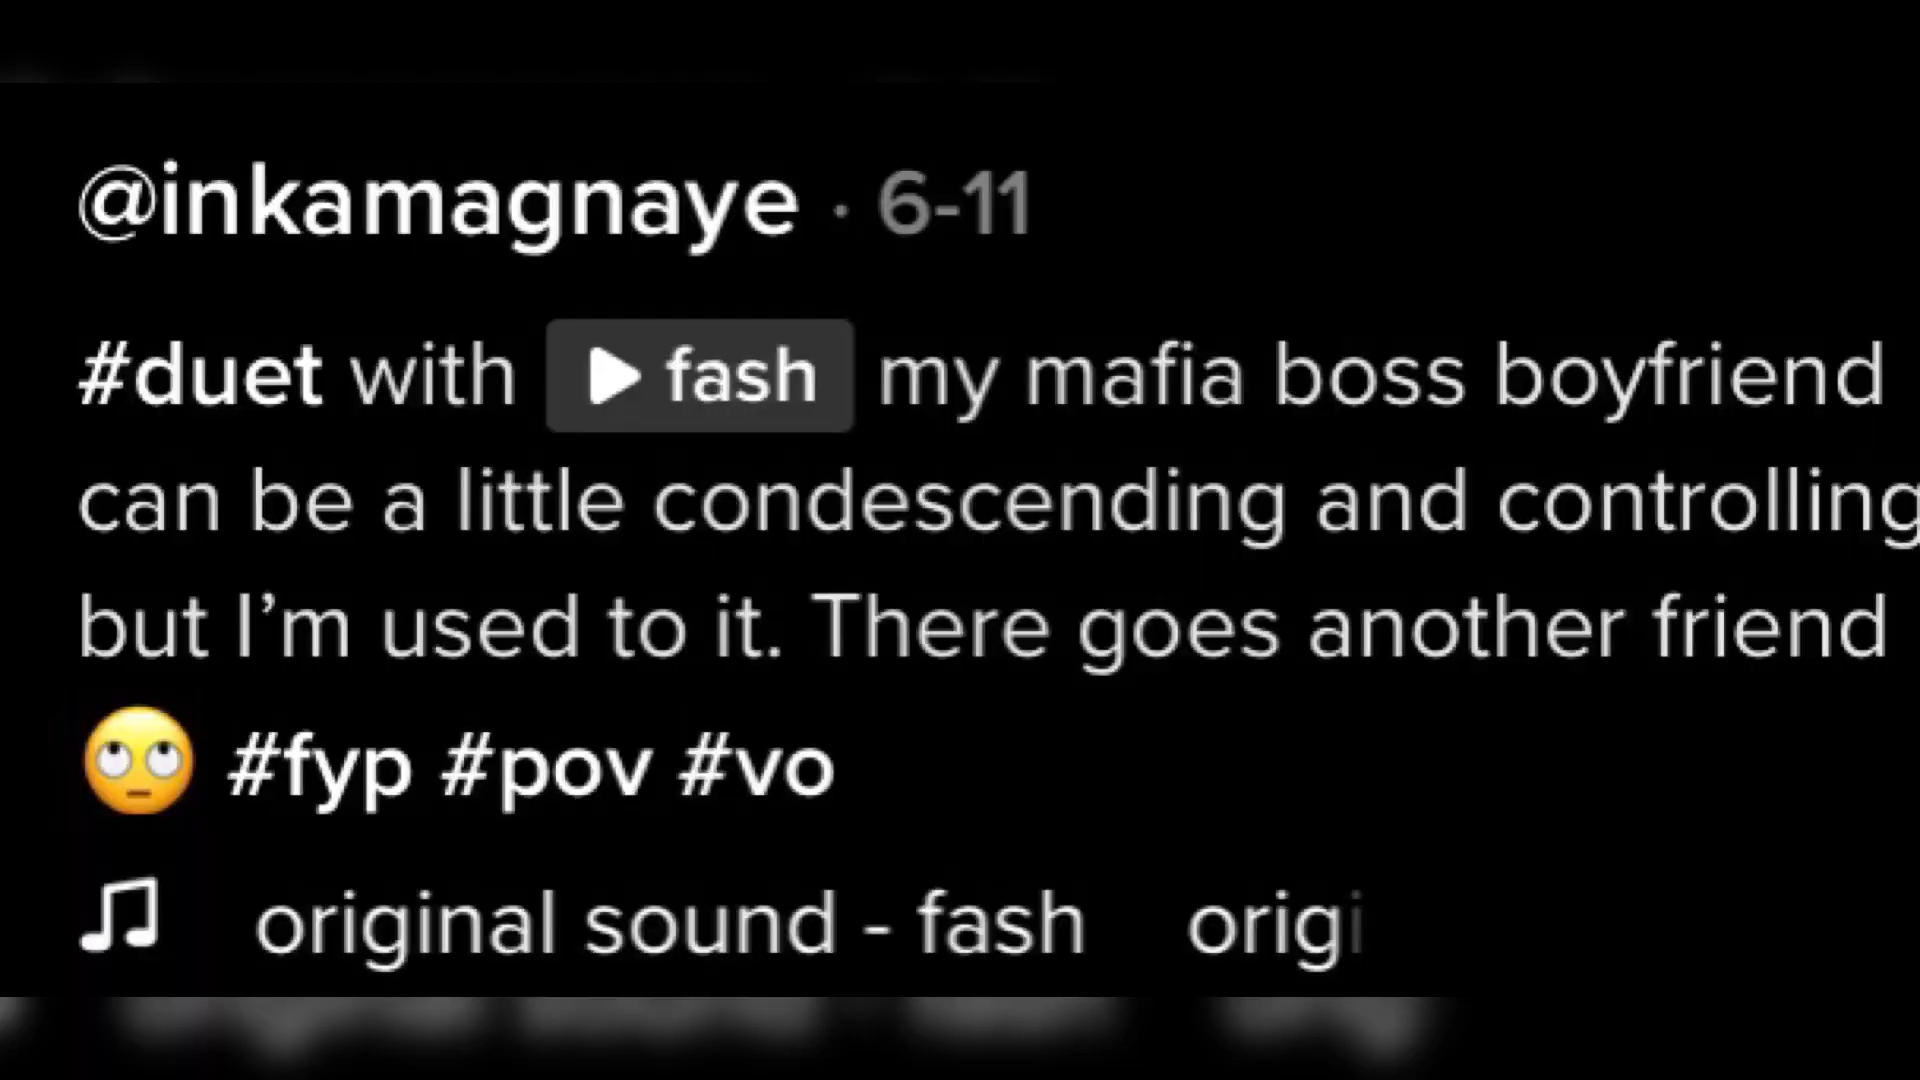 @inkamagnaye · 6-11
#duet with ▶ fash my mafia boss boyfriend
can be a little condescending and controlling
but I’m used to it. There goes another friend
🙄 #fyp #pov #vo
♫ original sound - fash origi